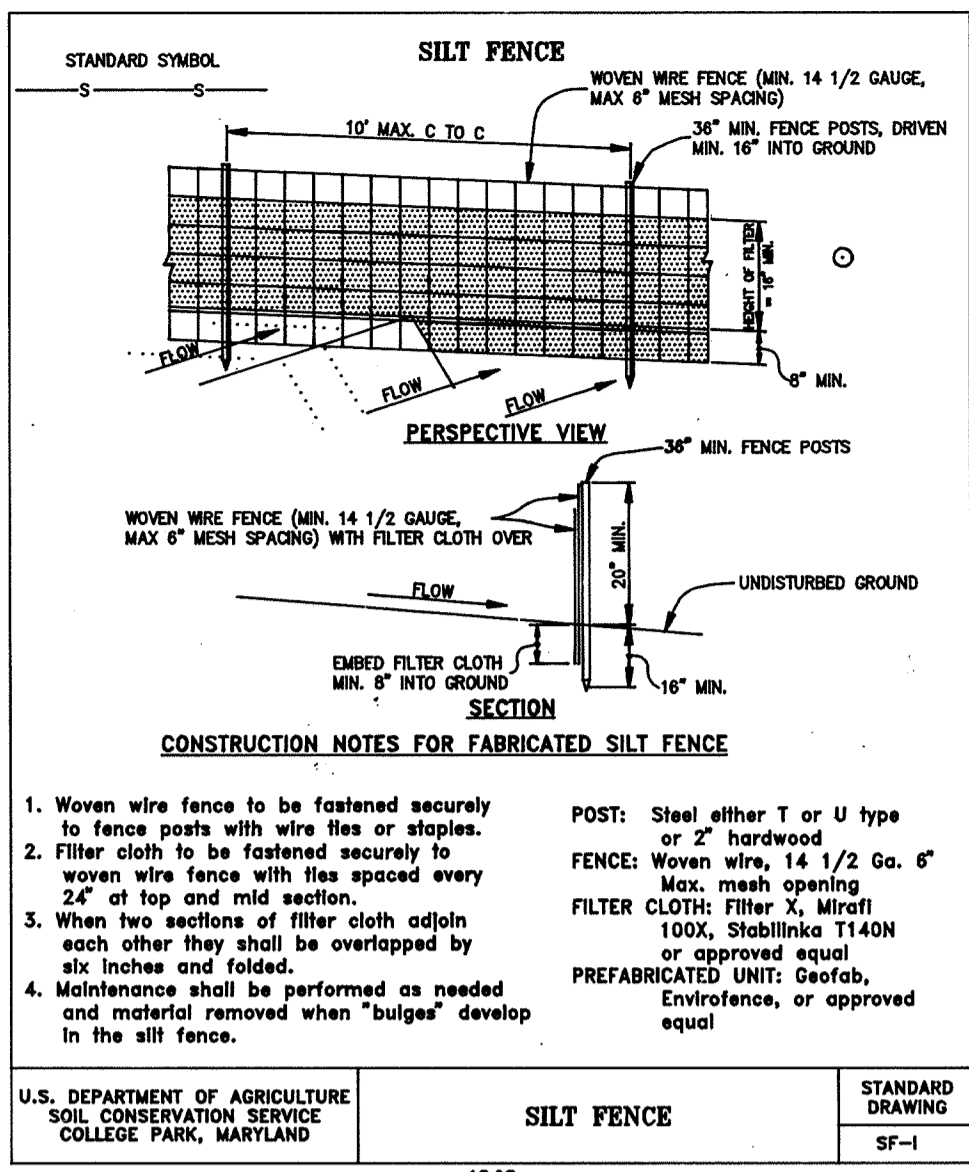 STANDARD SYMBOL
SILT FENCE
S S
WOVEN WIRE FENCE (MIN. 14 1/2 GAUGE,
MAX 6" MESH SPACING)
10' MAX. C TO C
36" MIN. FENCE POSTS, DRIVEN
MIN. 16" INTO GROUND
HEIGHT OF FILTER
= 16" MIN.
8" MIN.
FLOW
FLOW
FLOW
PERSPECTIVE VIEW
36" MIN. FENCE POSTS
WOVEN WIRE FENCE (MIN. 14 1/2 GAUGE,
MAX 6" MESH SPACING) WITH FILTER CLOTH OVER
20" MIN.
FLOW
UNDISTURBED GROUND
EMBED FILTER CLOTH
MIN. 8" INTO GROUND
16" MIN.
SECTION
CONSTRUCTION NOTES FOR FABRICATED SILT FENCE
1. Woven wire fence to be fastened securely
to fence posts with wire ties or staples.
2. Filter cloth to be fastened securely to
woven wire fence with ties spaced every
24" at top and mid section.
3. When two sections of filter cloth adjoin
each other they shall be overlapped by
six inches and folded.
4. Maintenance shall be performed as needed
and material removed when "bulges" develop
in the silt fence.
POST: Steel either T or U type
or 2" hardwood
FENCE: Woven wire, 14 1/2 Ga. 6"
Max. mesh opening
FILTER CLOTH: Filter X, Mirafi
100X, Stabilinka T140N
or approved equal
PREFABRICATED UNIT: Geofab,
Envirofence, or approved
equal
U.S. DEPARTMENT OF AGRICULTURE
SOIL CONSERVATION SERVICE
COLLEGE PARK, MARYLAND
SILT FENCE
STANDARD
DRAWING
SF-1